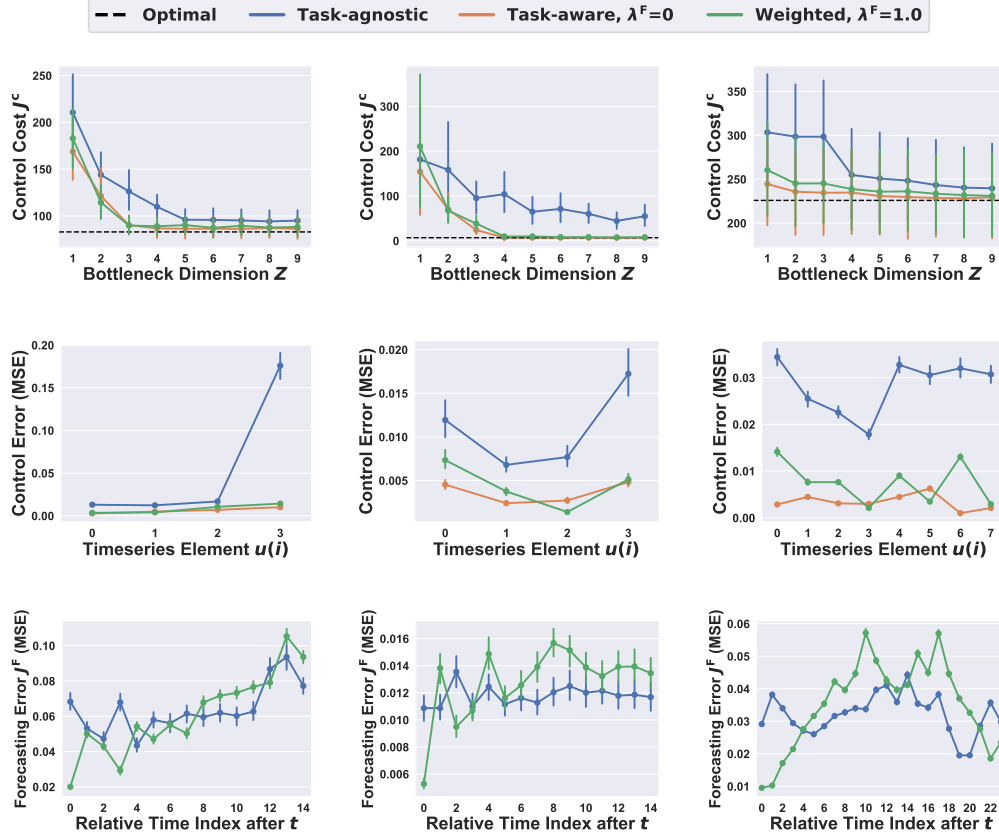 Optimal Task-agnostic Task-aware, λF=0 Weighted, λF=1.0
250
200
150
100
Control Cost Jc
1 2 3 4 5 6 7 8 9
Bottleneck Dimension Z
300
200
100
0
Control Cost Jc
1 2 3 4 5 6 7 8 9
Bottleneck Dimension Z
350
300
250
200
Control Cost Jc
1 2 3 4 5 6 7 8 9
Bottleneck Dimension Z
0.20
0.15
0.10
0.05
0.00
Control Error (MSE)
0 1 2 3
Timeseries Element u(i)
0.020
0.015
0.010
0.005
Control Error (MSE)
0 1 2 3
Timeseries Element u(i)
0.03
0.02
0.01
0.00
Control Error (MSE)
0 1 2 3 4 5 6 7
Timeseries Element u(i)
0.10
0.08
0.06
0.04
0.02
Forecasting Error JF (MSE)
0 2 4 6 8 10 12 14
Relative Time Index after t
0.016
0.014
0.012
0.010
0.008
0.006
Forecasting Error JF (MSE)
0 2 4 6 8 10 12 14
Relative Time Index after t
0.06
0.05
0.04
0.03
0.02
0.01
Forecasting Error JF (MSE)
0 2 4 6 8 10 12 14 16 18 20 22
Relative Time Index after t